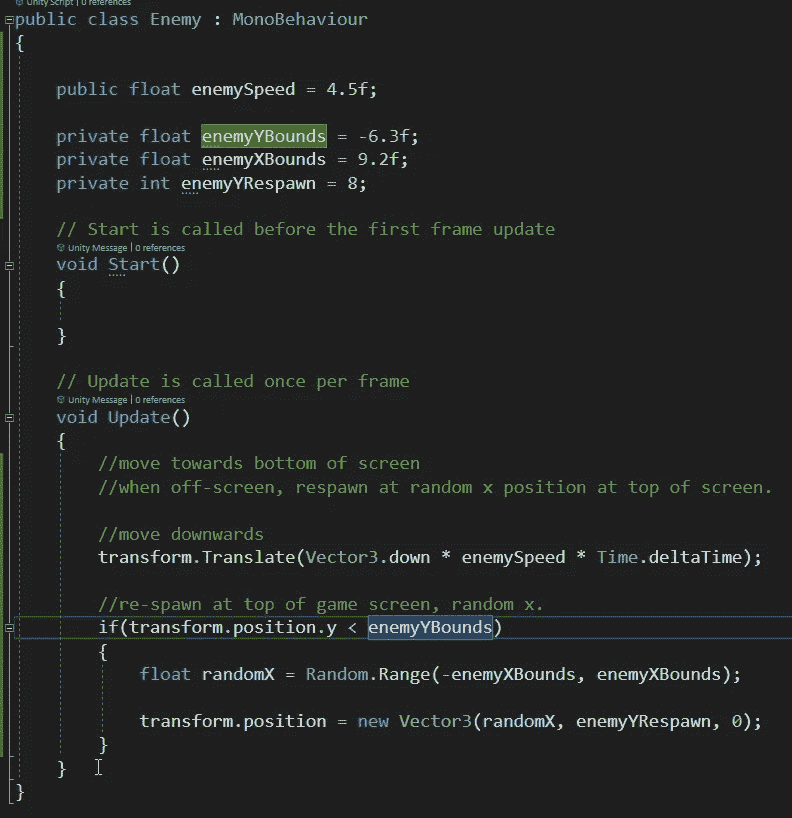 Unity Script | 0 references
public class Enemy : MonoBehaviour
{
public float enemySpeed = 4.5f;
private float enemyYBounds = -6.3f;
private float enemyXBounds = 9.2f;
private int enemyYRespawn = 8;
// Start is called before the first frame update
Unity Message | 0 references
void Start()
{
}
// Update is called once per frame
Unity Message | 0 references
void Update()
{
//move towards bottom of screen
//when off-screen, respawn at random x position at top of screen.
//move downwards
transform.Translate(Vector3.down * enemySpeed * Time.deltaTime);
//re-spawn at top of game screen, random x.
if(transform.position.y < enemyYBounds)
{
float randomX = Random.Range(-enemyXBounds, enemyXBounds);
transform.position = new Vector3(randomX, enemyYRespawn, 0);
}
}
}